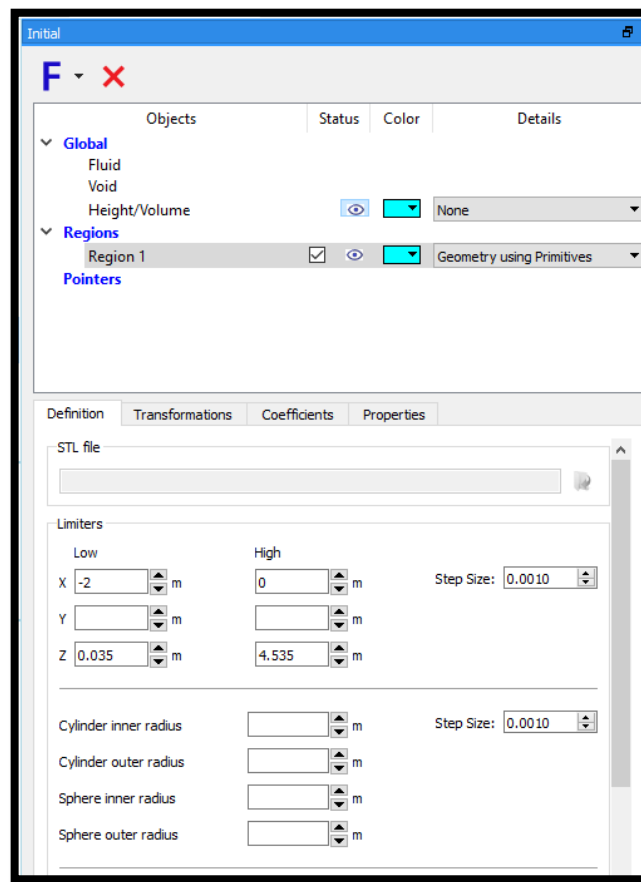 Initial
F
Objects Status Color Details
Global
Fluid
Void
Height/Volume None
Regions
Region 1 Geometry using Primitives
Pointers
Definition Transformations Coefficients Properties
STL file
Limiters
Low High
X -2 m 0 m Step Size: 0.0010
Y m m
Z 0.035 m 4.535 m
Cylinder inner radius m Step Size: 0.0010
Cylinder outer radius m
Sphere inner radius m
Sphere outer radius m